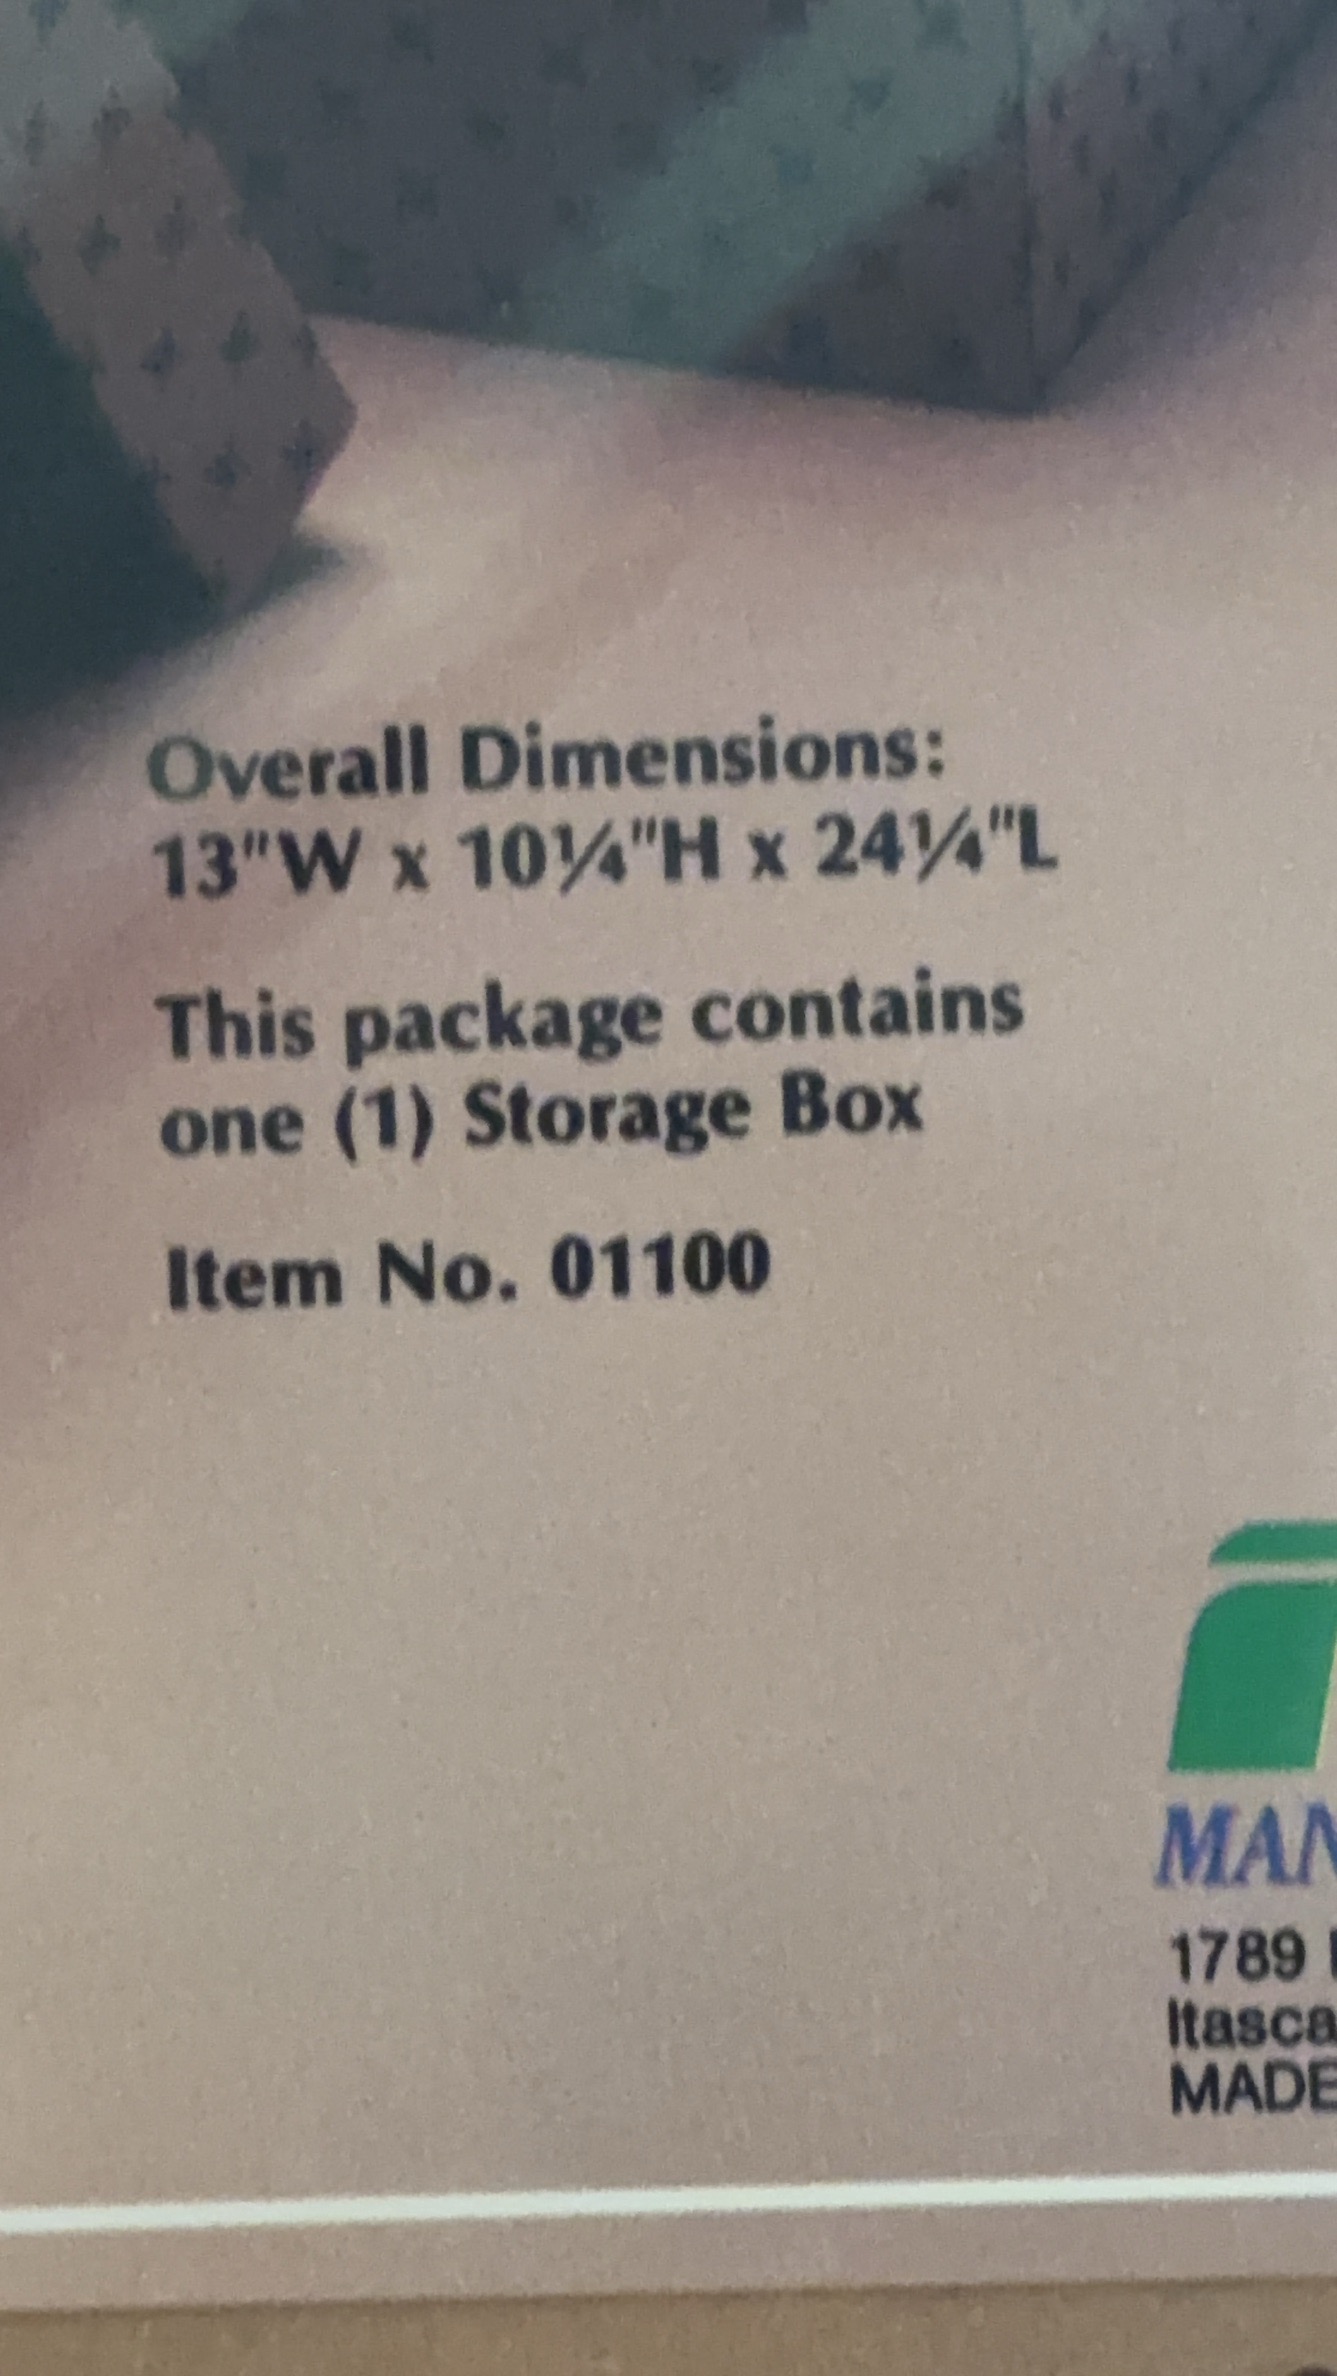 Overall Dimensions:
13"W x 10¼"H x 24¼"L
This package contains
one (1) Storage Box
Item No. 01100
1789
Itasca
MADE